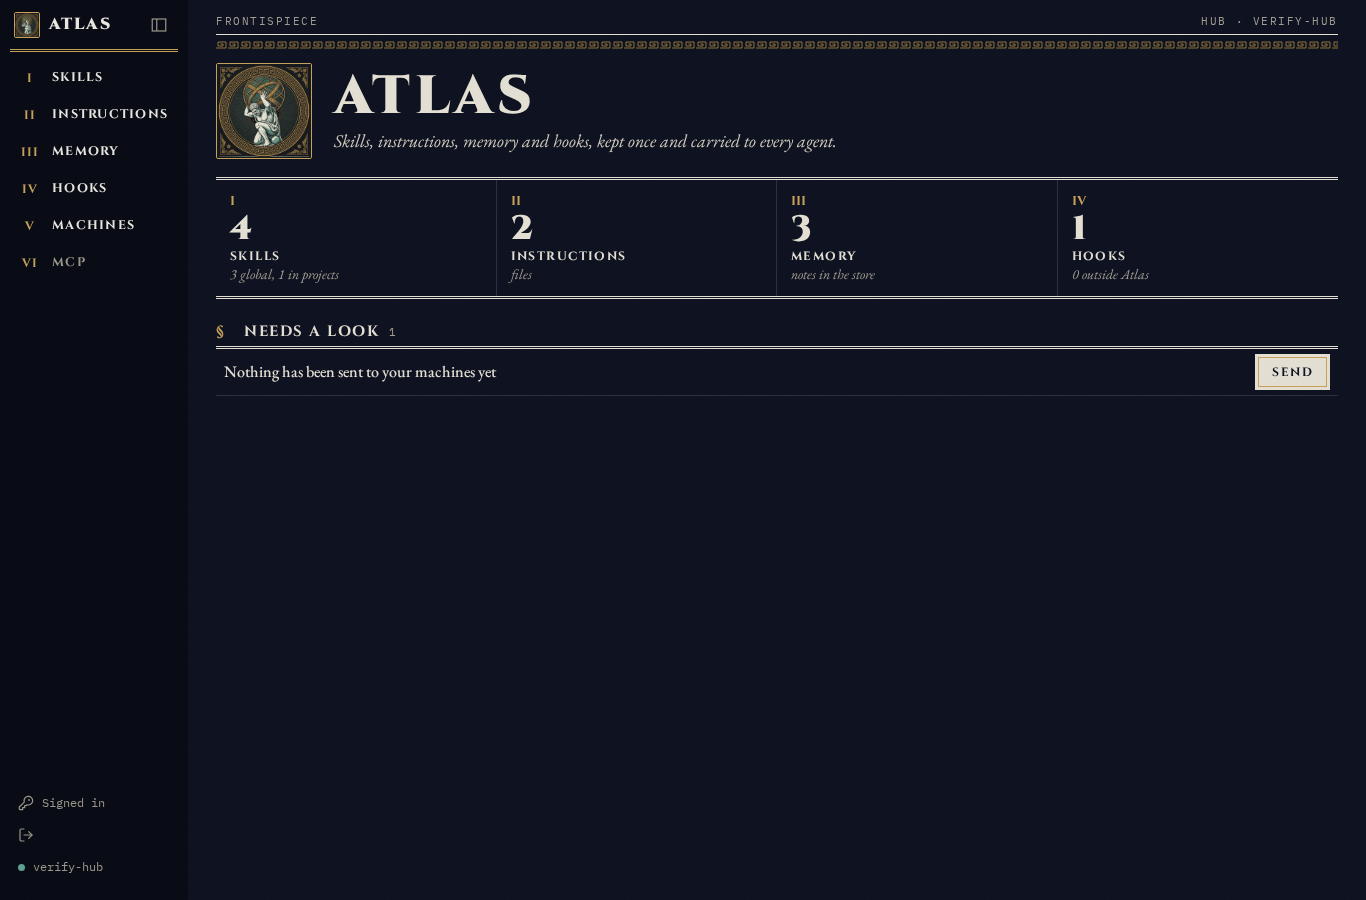 ATLAS
I SKILLS
II INSTRUCTIONS
III MEMORY
IV HOOKS
V MACHINES
VI MCP
Signed in
verify-hub
FRONTISPIECE
HUB · VERIFY-HUB
ATLAS
Skills, instructions, memory and hooks, kept once and carried to every agent.
I
4
SKILLS
3 global, 1 in projects
II
2
INSTRUCTIONS
files
III
3
MEMORY
notes in the store
IV
1
HOOKS
0 outside Atlas
§ NEEDS A LOOK 1
Nothing has been sent to your machines yet
SEND